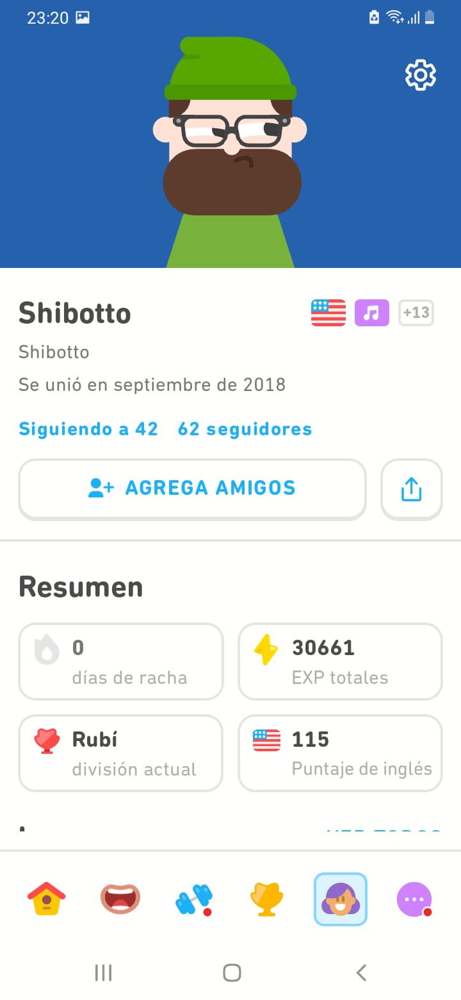 23:20
Shibotto
+13
Shibotto
Se unió en septiembre de 2018
Siguiendo a 42 62 seguidores
AGREGA AMIGOS
Resumen
0
días de racha
30661
EXP totales
Rubí
división actual
115
Puntaje de inglés